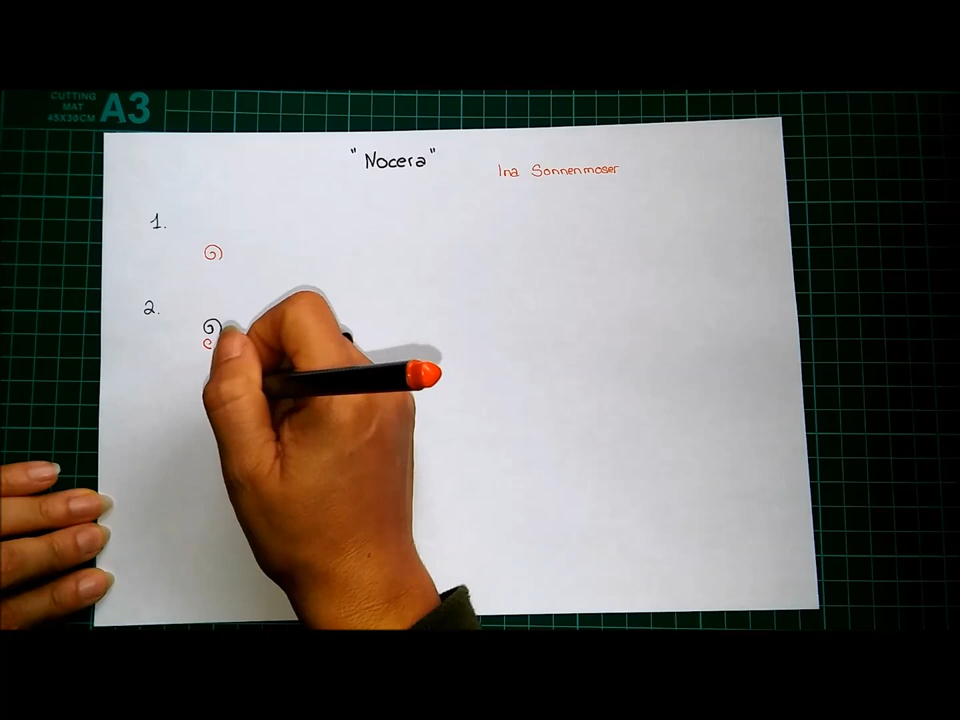 CUTTING
MAT
45X30CM
A3
"Nocera"
Ina Sonnenmoser
1.
2.